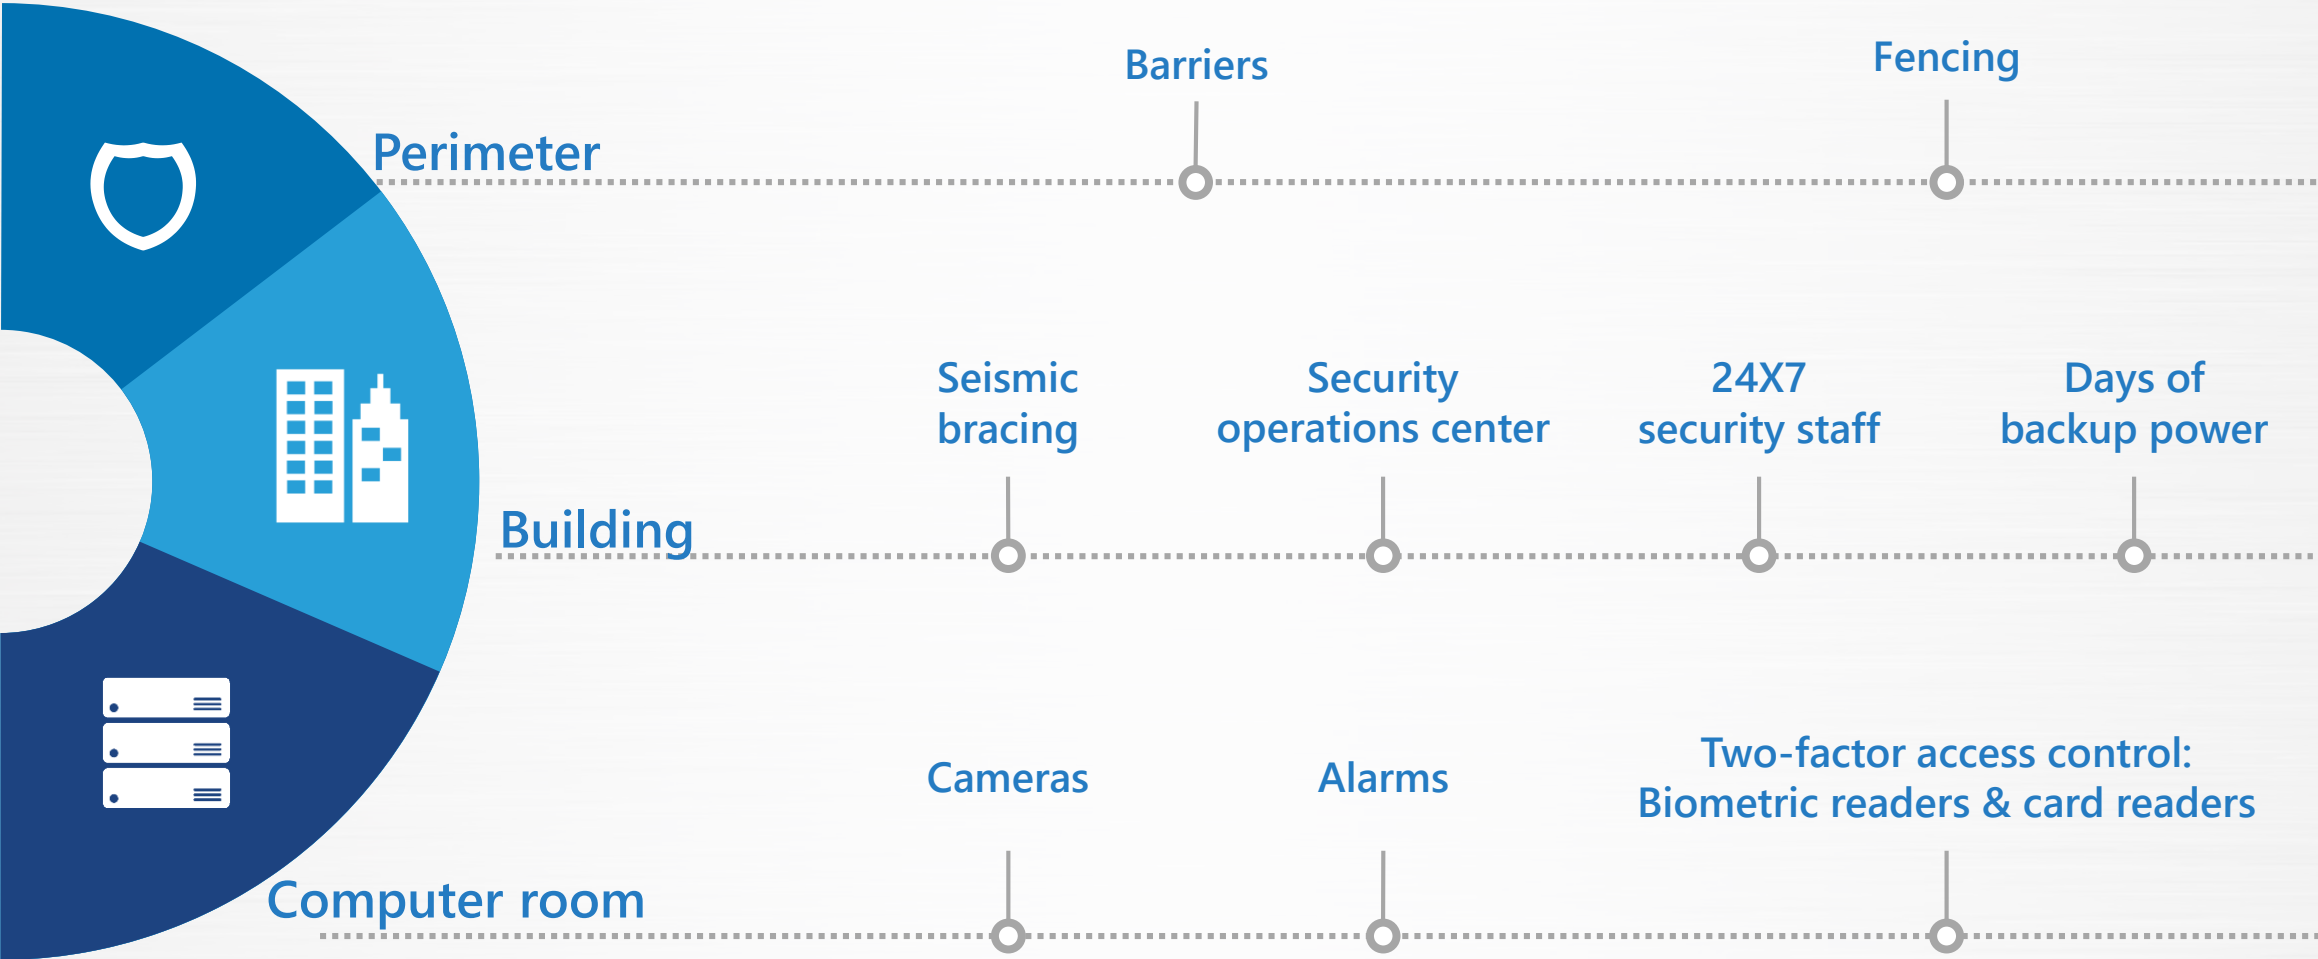 Barriers
Fencing
Perimeter
Seismic
bracing
Security
operations center
24X7
security staff
Days of
backup power
Building
Cameras
Alarms
Two-factor access control:
Biometric readers & card readers
Computer room